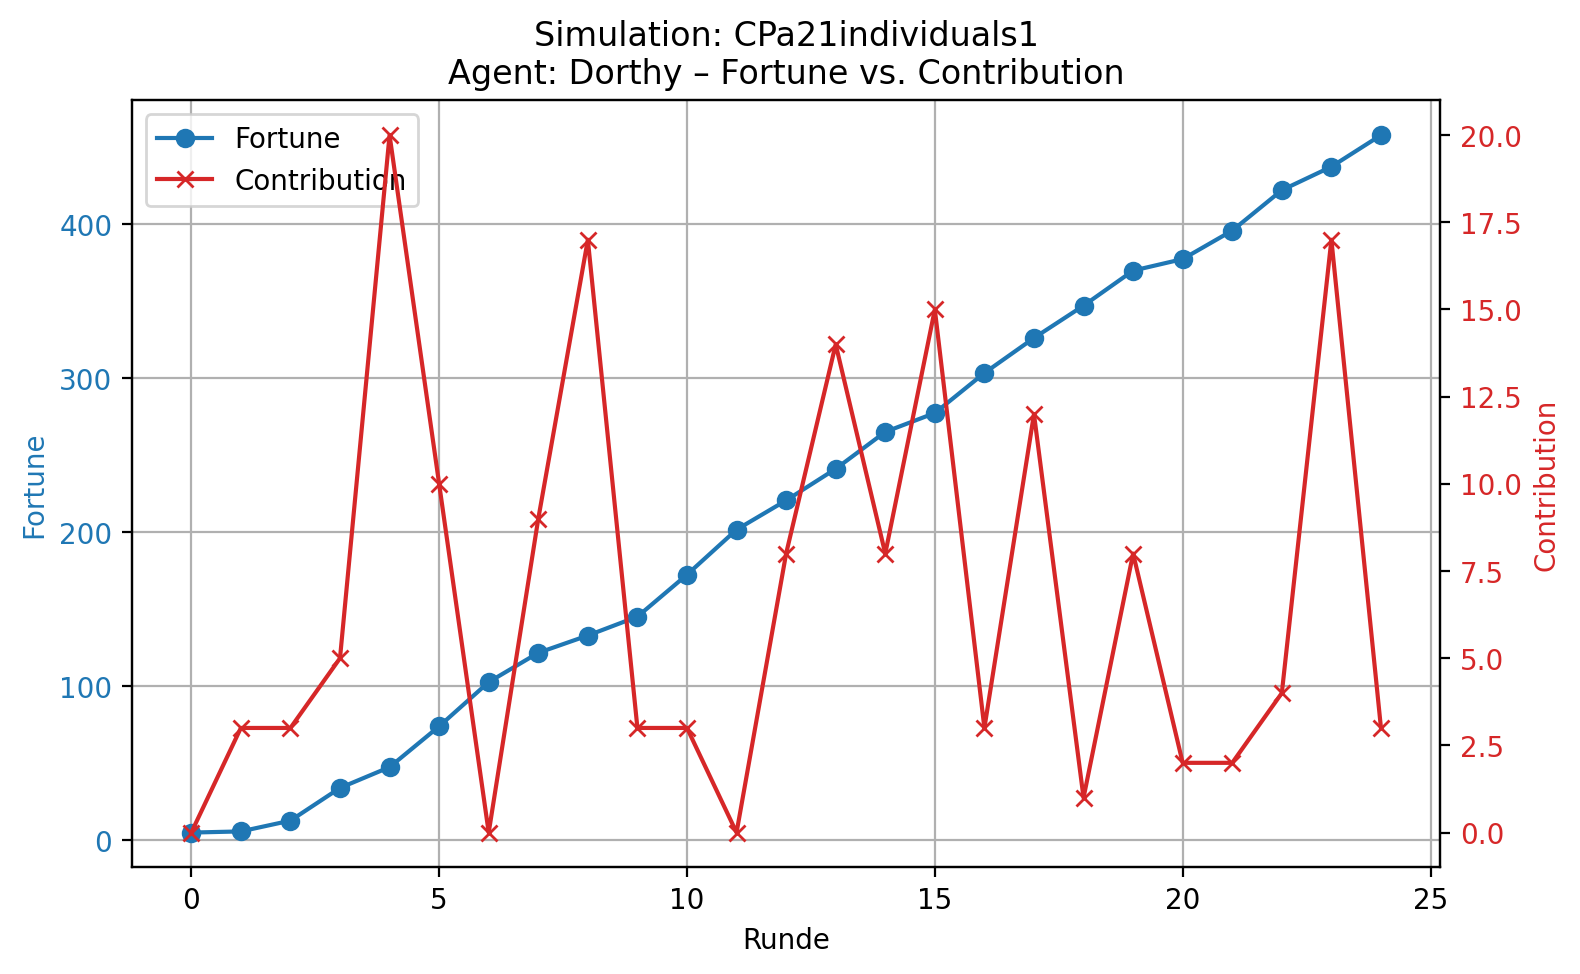 Simulation: CPa21individuals1
Agent: Dorthy – Fortune vs. Contribution
Fortune
Contribution
400
300
200
100
0
Fortune
20.0
17.5
15.0
12.5
10.0
7.5
5.0
2.5
0.0
Contribution
0 5 10 15 20 25
Runde